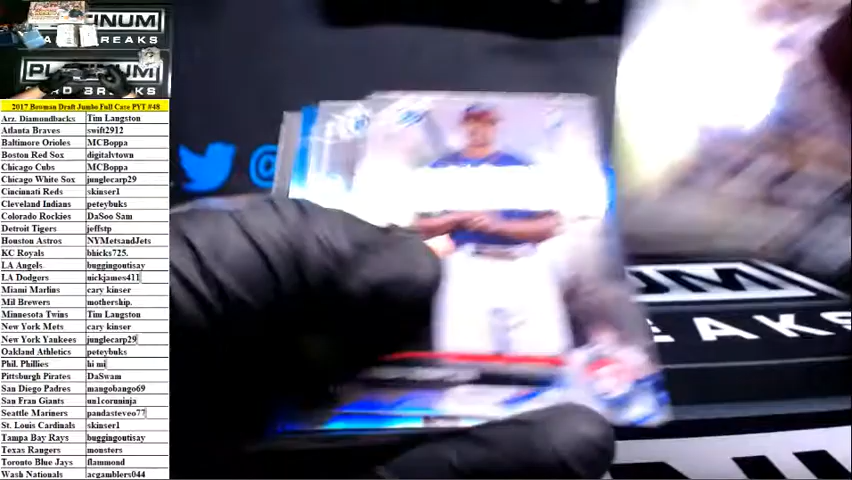 PLATINUM
CARD BREAKS
2017 Bowman Draft Jumbo Full Case PYT #48
Arz. Diamondbacks Tim Langston
Atlanta Braves swift2912
Baltimore Orioles MCBoppa
Boston Red Sox digitaltown
Chicago Cubs MCBoppa
Chicago White Sox junglecarp29
Cincinnati Reds skinser1
Cleveland Indians peteybuks
Colorado Rockies DaSoo Sam
Detroit Tigers jeffstp
Houston Astros NYMetsandJets
KC Royals bhicks725.
LA Angels buggingoutisay
LA Dodgers nickjames411
Miami Marlins cary kinser
Mil Brewers mothership.
Minnesota Twins Tim Langston
New York Mets cary kinser
New York Yankees junglecarp29
Oakland Athletics peteybuks
Phil. Phillies hi mi
Pittsburgh Pirates DaSwam
San Diego Padres mangobango69
San Fran Giants un1coruninja
Seattle Mariners pandasteveo77
St. Louis Cardinals skinser1
Tampa Bay Rays buggingoutisay
Texas Rangers monsters
Toronto Blue Jays flammond
Wash Nationals acgamblers044
@
UM
EAKS